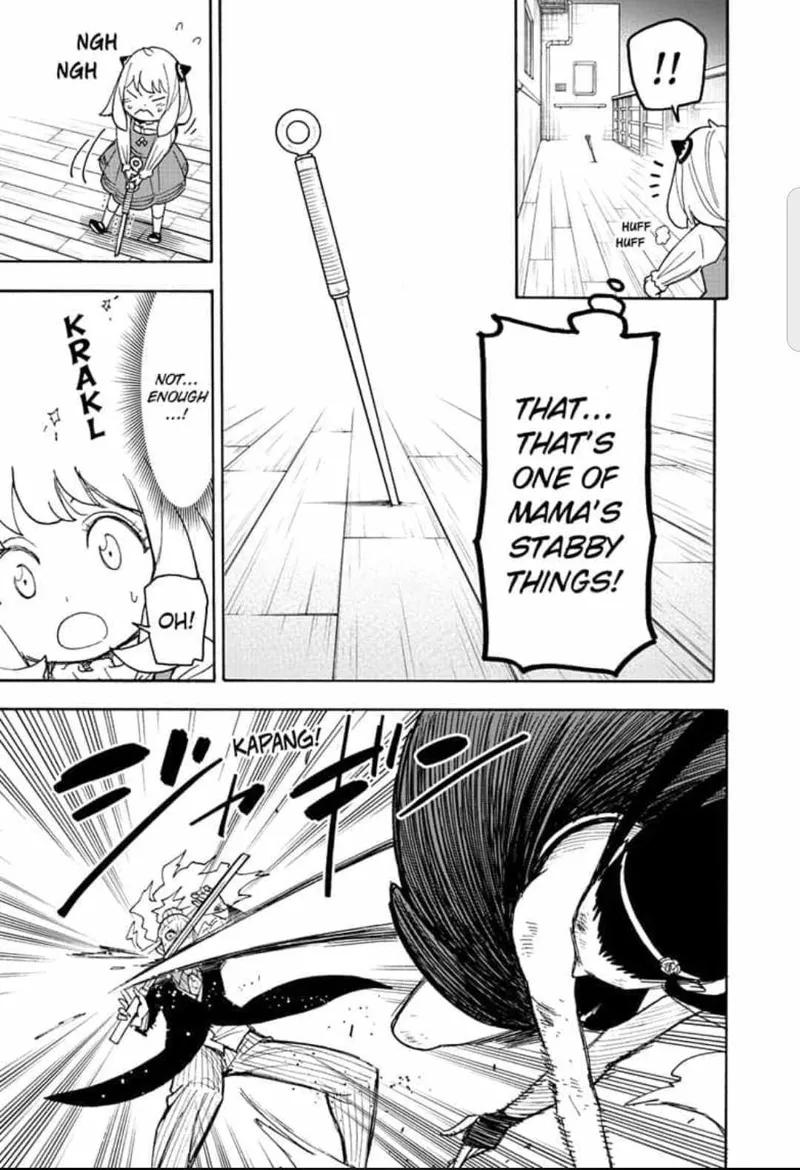 !!
HUFF
HUFF
THAT...
THAT'S
ONE OF
MAMA'S
STABBY
THINGS!
NGH
NGH
NOT...
ENOUGH
...!
KRAKL
OH!
KAPANG!
ジャギン